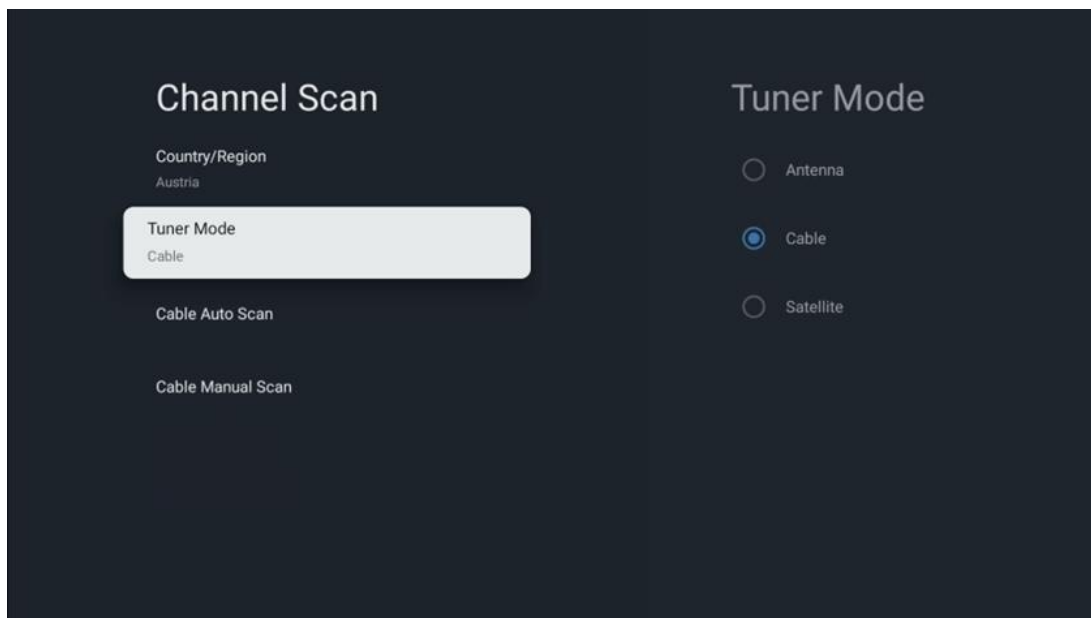 Channel Scan
Country/Region
Austria
Tuner Mode
Cable
Cable Auto Scan
Cable Manual Scan
Tuner Mode
Antenna
Cable
Satellite